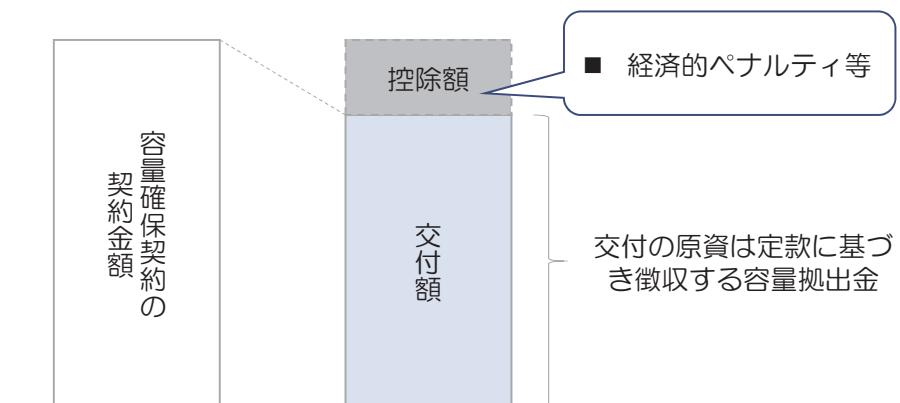 容量確保契約の
契約金額
控除額
■ 経済的ペナルティ等
交付額
交付の原資は定款に基づ
き徴収する容量拠出金